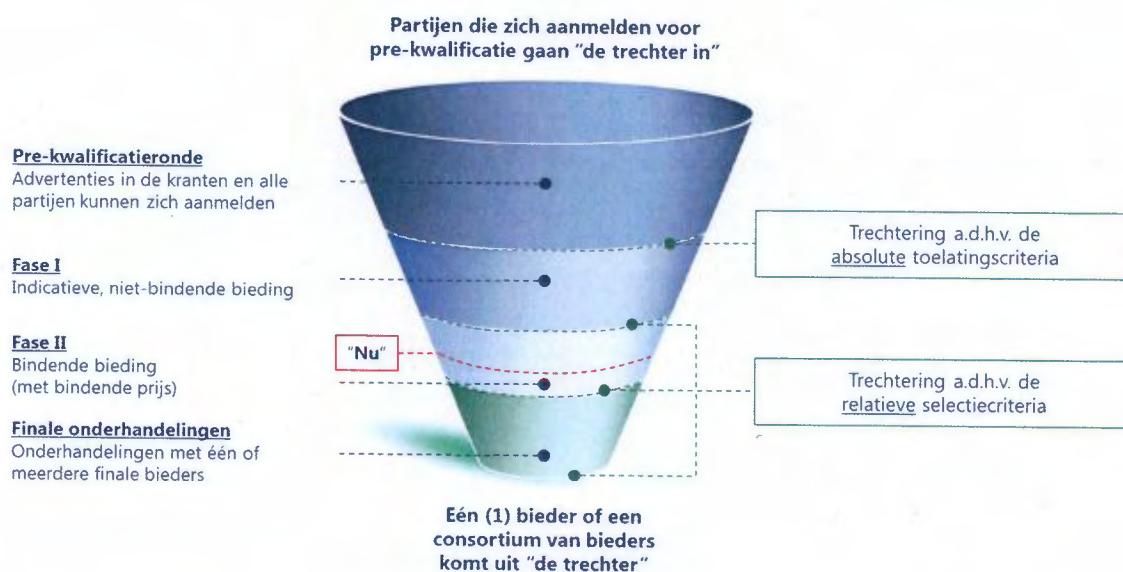 Partijen die zich aanmelden voor
pre-kwalificatie gaan "de trechter in"
Pre-kwalificatieronde
Advertenties in de kranten en alle
partijen kunnen zich aanmelden
Fase I
Indicatieve, niet-bindende bieding
Fase II
Bindende bieding
(met bindende prijs)
Finale onderhandelingen
Onderhandelingen met één of
meerdere finale bieders
"Nu"
Trechtering a.d.h.v. de
absolute toelatingscriteria
Trechtering a.d.h.v. de
relatieve selectiecriteria
Eén (1) bieder of een
consortium van bieders
komt uit "de trechter"